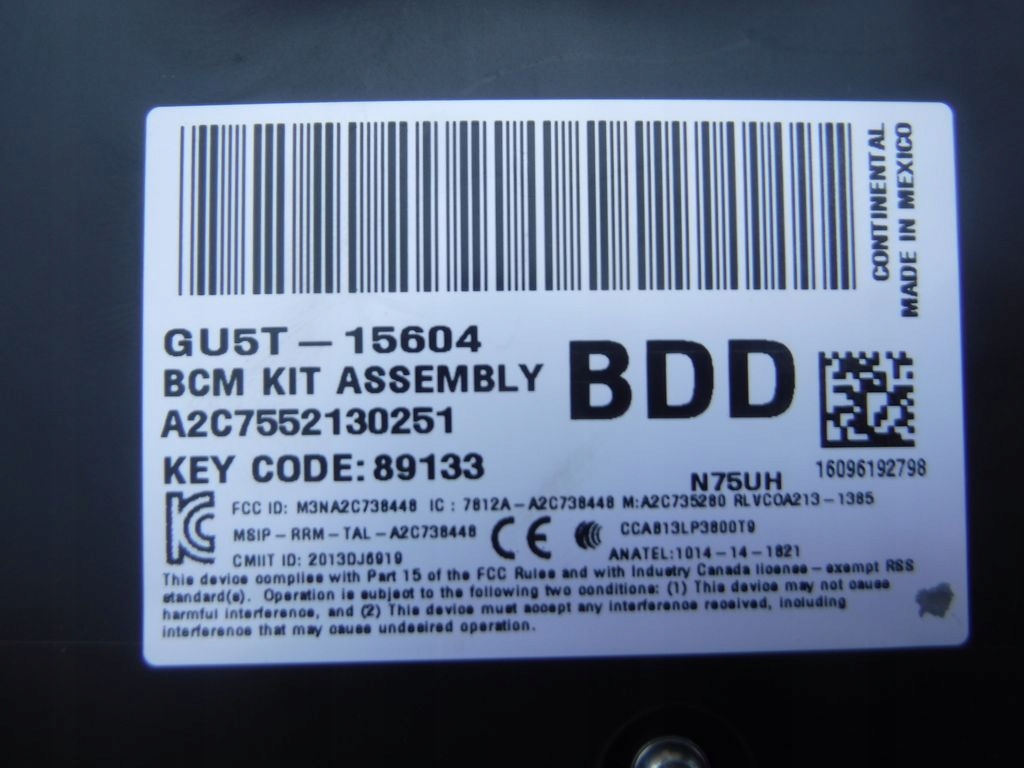 CONTINENTAL
MADE IN MEXICO
GU5T-15604
BCM KIT ASSEMBLY
A2C7552130251
BDD
KEY CODE: 89133
N75UH
16096192798
FCC ID: M3NA2C738448 IC: 7812A-A2C738448 M:A2C735280 RLVCOA213-1385
MSIP-RRM-TAL-A2C738448 CE CCAB13LP3800T9
CMIIT ID: 2013DJ6919 ANATEL:1014-14-1821
This device complies with Part 15 of the FCC Rules and with Industry Canada license-exempt RSS
standard(s). Operation is subject to the following two conditions: (1) This device may not cause
harmful interference, and (2) This device must accept any interference received, including
interference that may cause undesired operation.